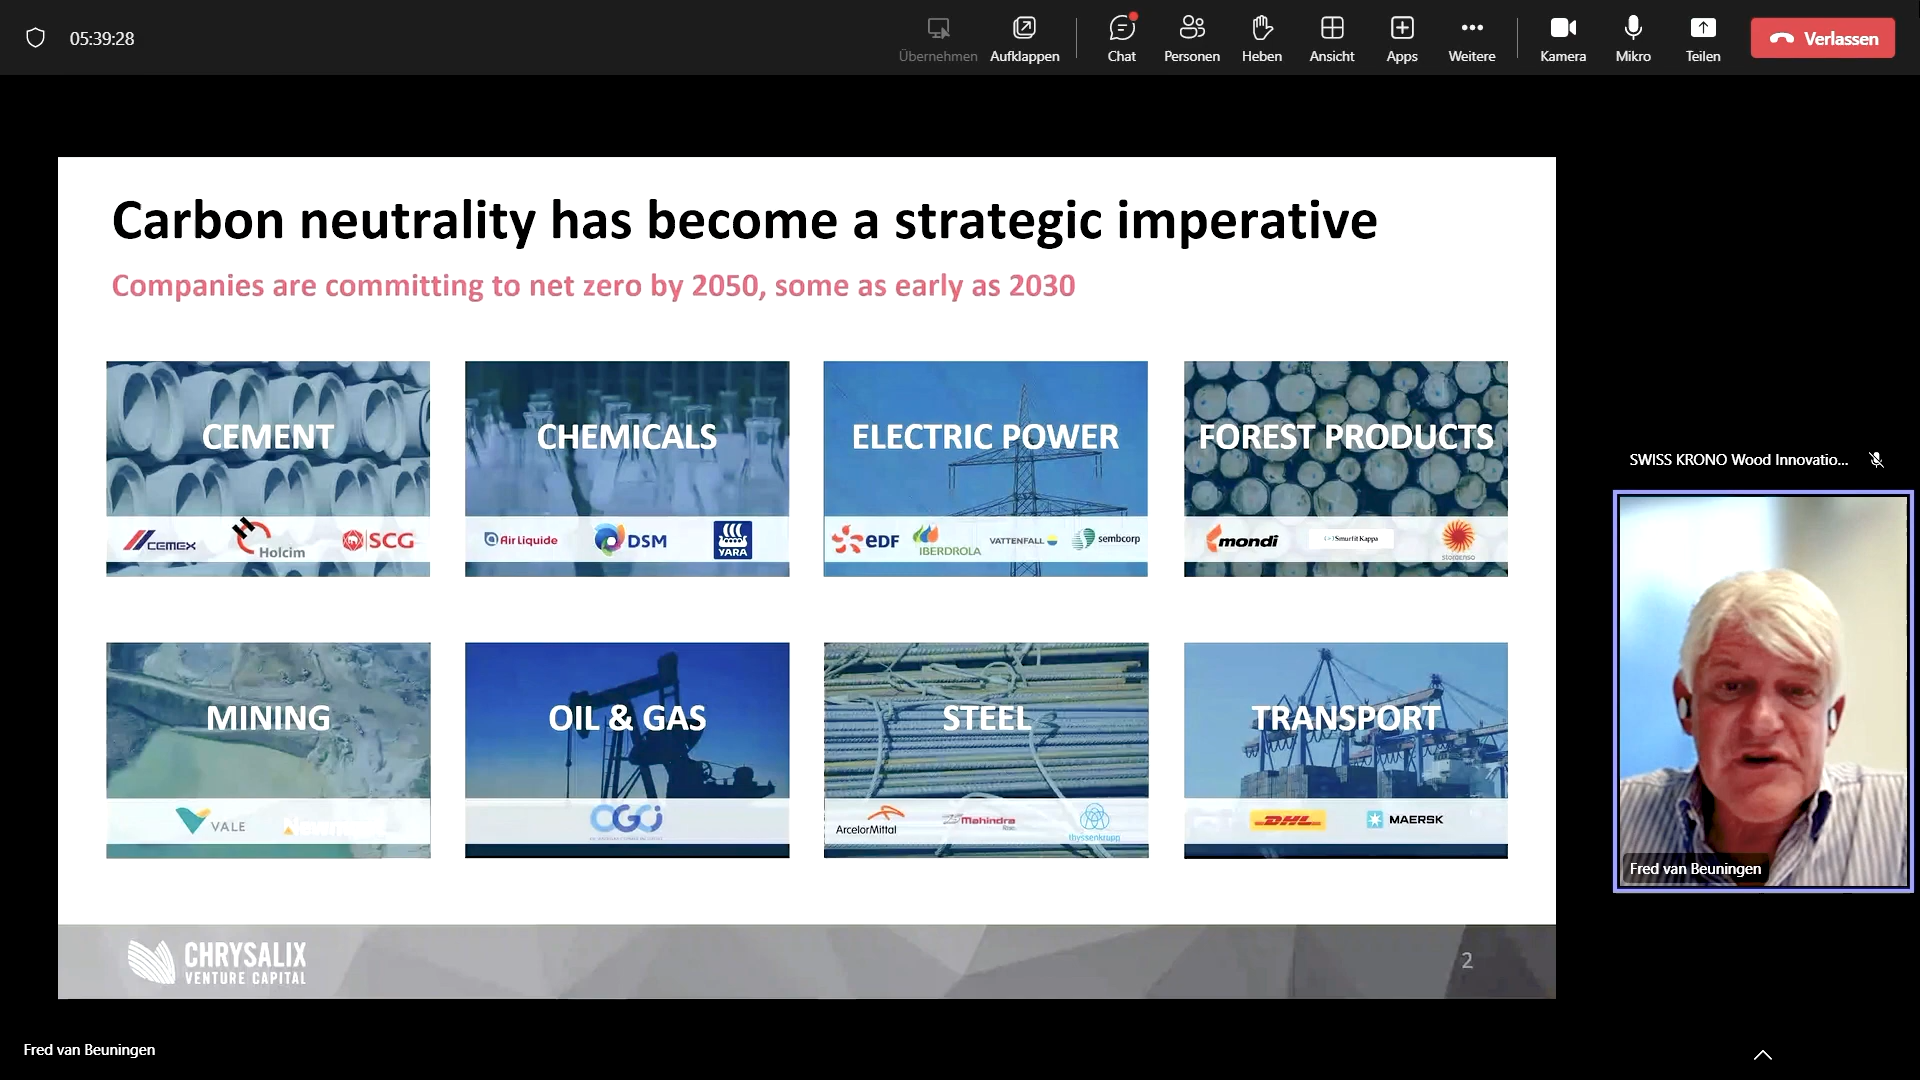 05:39:28
Übernehmen
Aufklappen
Chat
Personen
Heben
Ansicht
Apps
Weitere
Kamera
Mikro
Teilen
Verlassen
Carbon neutrality has become a strategic imperative
Companies are committing to net zero by 2050, some as early as 2030
CEMENT
CEMEX
Holcim
SCG
CHEMICALS
Air Liquide
DSM
YARA
ELECTRIC POWER
eDF
IBERDROLA
VATTENFALL
sembcorp
FOREST PRODUCTS
mondi
Smurfit Kappa
storaenso
MINING
VALE
OIL & GAS
OGCI
STEEL
ArcelorMittal
Mahindra
thyssenkrupp
TRANSPORT
DHL
MAERSK
CHRYSALIX
VENTURE CAPITAL
2
SWISS KRONO Wood Innovatio...
Fred van Beuningen
Fred van Beuningen